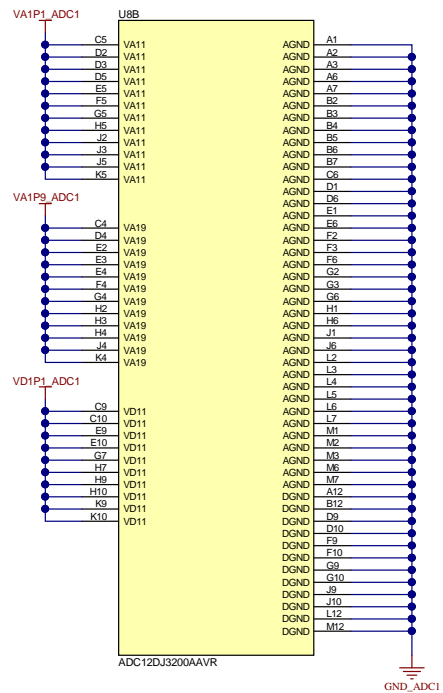 VA1P1_ADC1
U8B
C5 VA11 AGND A1
D2 VA11 AGND A2
D3 VA11 AGND A3
D5 VA11 AGND A6
E5 VA11 AGND A7
F5 VA11 AGND B2
G5 VA11 AGND B3
H5 VA11 AGND B4
J2 VA11 AGND B5
J3 VA11 AGND B6
J5 VA11 AGND B7
K5 VA11 AGND C6
AGND D1
VA1P9_ADC1
AGND D6
AGND E1
C4 VA19 AGND E6
D4 VA19 AGND F2
E2 VA19 AGND F3
E3 VA19 AGND F6
E4 VA19 AGND G2
F4 VA19 AGND G3
G4 VA19 AGND G6
H2 VA19 AGND H1
H3 VA19 AGND H6
H4 VA19 AGND J1
J4 VA19 AGND J6
K4 VA19 AGND L2
AGND L3
VD1P1_ADC1
AGND L4
AGND L5
C9 VD11 AGND L6
C10 VD11 AGND L7
E9 VD11 AGND M1
E10 VD11 AGND M2
G7 VD11 AGND M3
H7 VD11 AGND M6
H9 VD11 AGND M7
H10 VD11 DGND A12
K9 VD11 DGND B12
K10 VD11 DGND D9
DGND D10
DGND F9
DGND F10
DGND G9
DGND G10
DGND J9
DGND J10
DGND L12
DGND M12
ADC12DJ3200AAVR
GND_ADC1